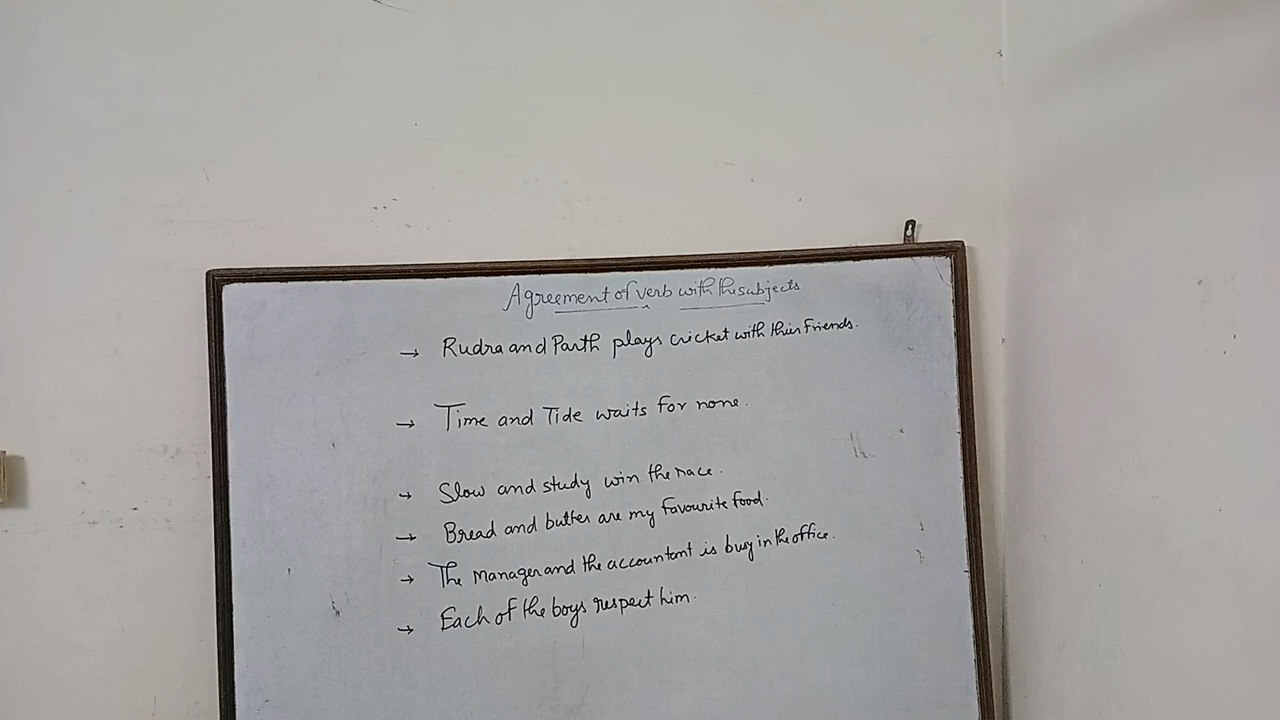 Agreement of verb with the subjects
→ Rudra and Parth plays cricket with their friends.
→ Time and Tide waits for none.
→ Slow and study win the race.
→ Bread and butter are my favourite food.
→ The manager and the accountant is busy in the office.
→ Each of the boys respect him.